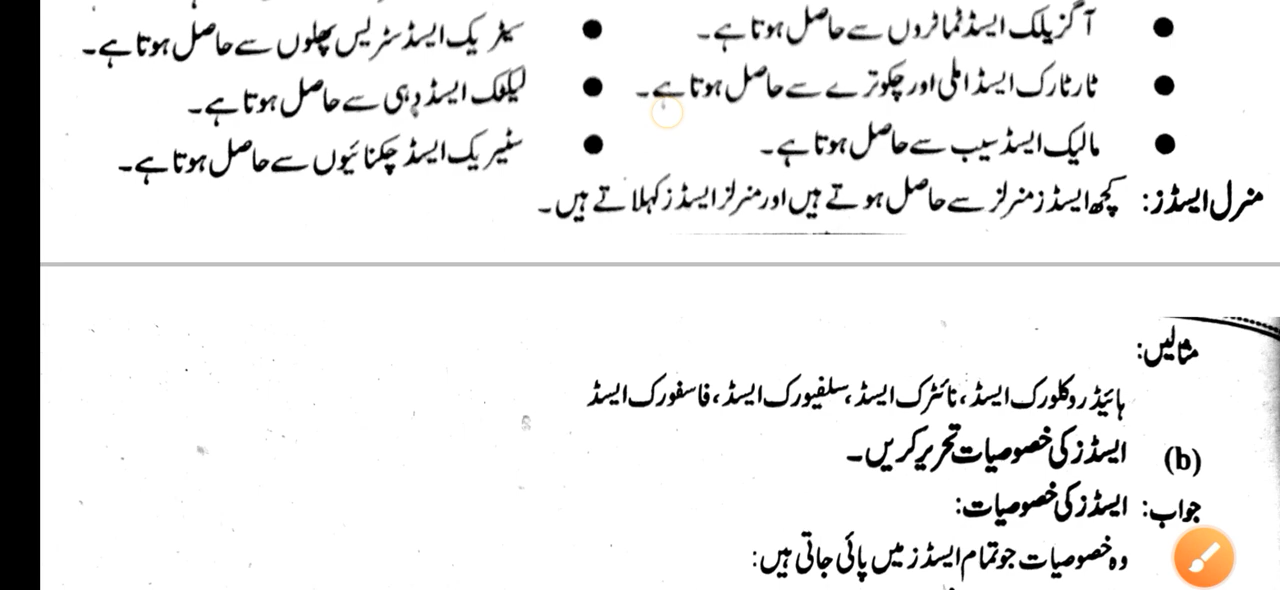 آگزیلک ایسڈ ٹماٹروں سے حاصل ہوتا ہے۔
سیٹریک ایسڈ سٹریس پھلوں سے حاصل ہوتا ہے۔
ٹارٹارک ایسڈ املی اور چکوترے سے حاصل ہوتا ہے۔
لیکٹک ایسڈ دہی سے حاصل ہوتا ہے۔
مالیک ایسڈ سیب سے حاصل ہوتا ہے۔
سٹیریک ایسڈ چکنائیوں سے حاصل ہوتا ہے۔
منرل ایسڈز: کچھ ایسڈز منرلز سے حاصل ہوتے ہیں اور منرلز ایسڈز کہلاتے ہیں۔
مثالیں:
ہائیڈروکلورک ایسڈ، نائٹرک ایسڈ، سلفیورک ایسڈ، فاسفورک ایسڈ
(b) ایسڈز کی خصوصیات تحریر کریں۔
جواب: ایسڈز کی خصوصیات:
وہ خصوصیات جو تمام ایسڈز میں پائی جاتی ہیں: